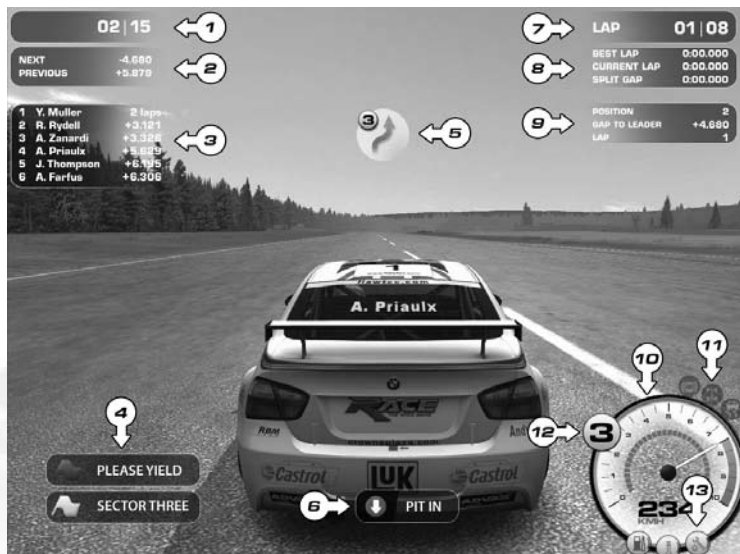 02|15
1
NEXT -4.680
PREVIOUS +5.879
2
1 Y. Muller 2 laps
2 R. Rydell +3.121
3 A. Zanardi +3.326
4 A. Priaulx +5.629
5 J. Thompson +6.195
6 A. Farfus +6.306
3
3
5
7
LAP 01|08
8
BEST LAP 0:00.000
CURRENT LAP 0:00.000
SPLIT GAP 0:00.000
9
POSITION 2
GAP TO LEADER +4.680
LAP 1
1
A. Priaulx
RACE
RBM
Castrol
LUK
Castrol
4
PLEASE YIELD
SECTOR THREE
6
PIT IN
10
11
12
3
13
234
KMH